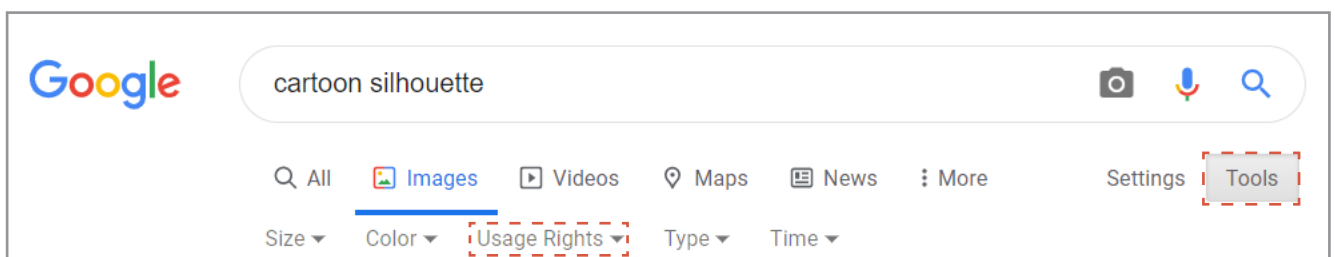 Google cartoon silhouette
All Images Videos Maps News More Settings Tools
Size Color Usage Rights Type Time